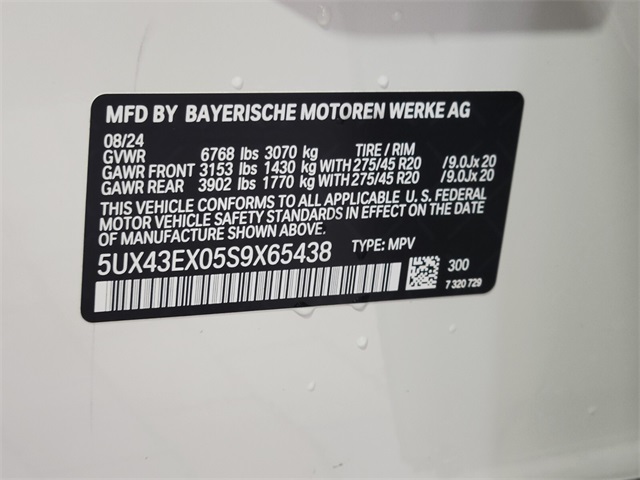 MFD BY BAYERISCHE MOTOREN WERKE AG
08/24 TIRE / RIM
GVWR 6768 lbs 3070 kg
GAWR FRONT 3153 lbs 1430 kg WITH 275/45 R20 /9.0Jx20
GAWR REAR 3902 lbs 1770 kg WITH 275/45 R20 /9.0Jx20
THIS VEHICLE CONFORMS TO ALL APPLICABLE U.S. FEDERAL
MOTOR VEHICLE SAFETY STANDARDS IN EFFECT ON THE
DATE OF MANUFACTURE SHOWN ABOVE.
5UX43EX05S9X65438 TYPE: MPV
300
7 320 729